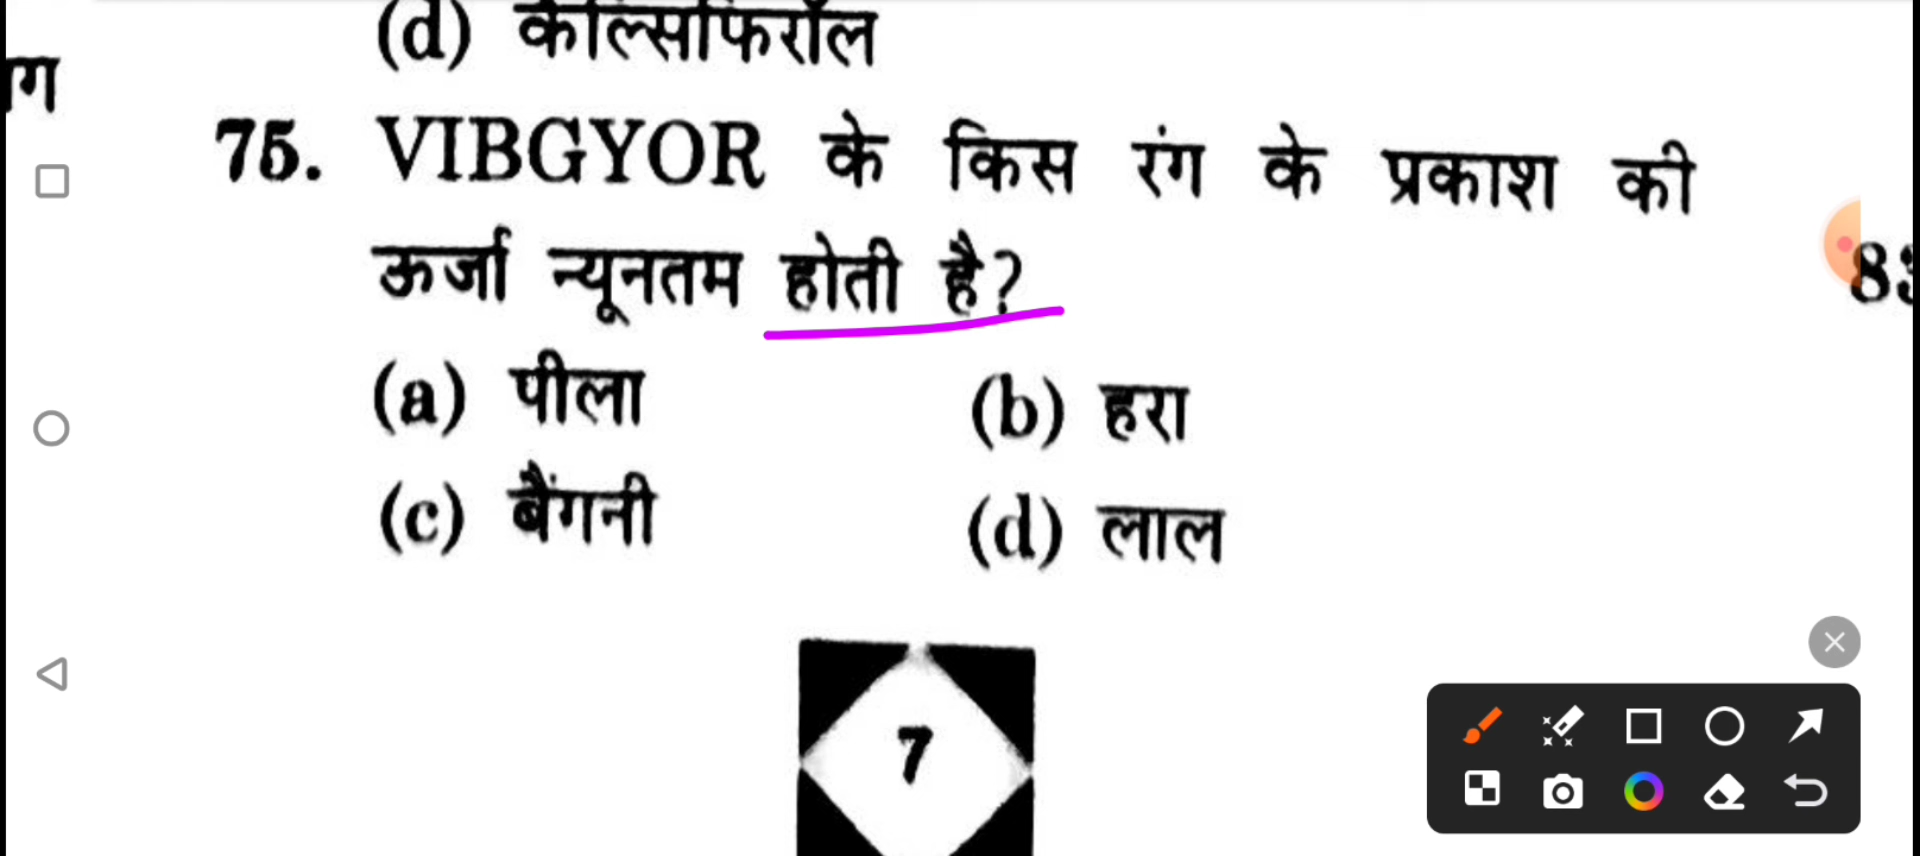 (d) कैल्सिफिरॉल
75. VIBGYOR के किस रंग के प्रकाश की
ऊर्जा न्यूनतम होती है?
(a) पीला (b) हरा
(c) बैंगनी (d) लाल
7